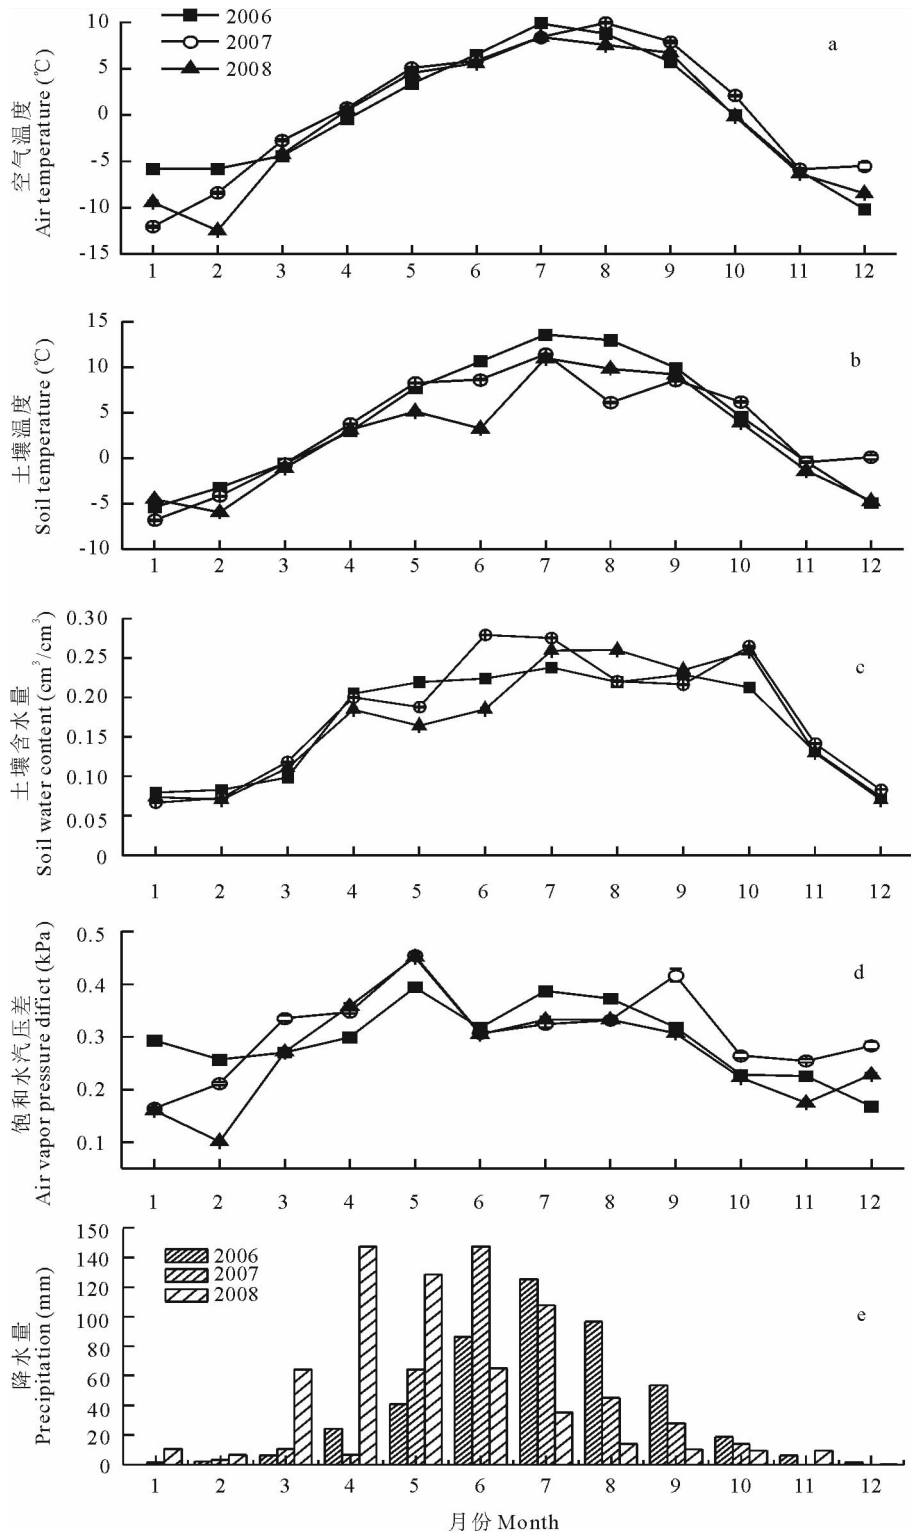 2006
2007
2008
a
10
5
0
-5
-10
-15
空气温度
Air temperature (℃)
1 2 3 4 5 6 7 8 9 10 11 12
b
15
10
5
0
-5
-10
土壤温度
Soil temperature (℃)
1 2 3 4 5 6 7 8 9 10 11 12
c
0.30
0.25
0.20
0.15
0.10
0.05
0
土壤含水量
Soil water content (cm³/cm³)
1 2 3 4 5 6 7 8 9 10 11 12
d
0.5
0.4
0.3
0.2
0.1
饱和水汽压差
Air vapor pressure difict (kPa)
1 2 3 4 5 6 7 8 9 10 11 12
2006
2007
2008
e
150
140
120
100
80
60
40
20
0
降水量
Precipitation (mm)
1 2 3 4 5 6 7 8 9 10 11 12
月份 Month